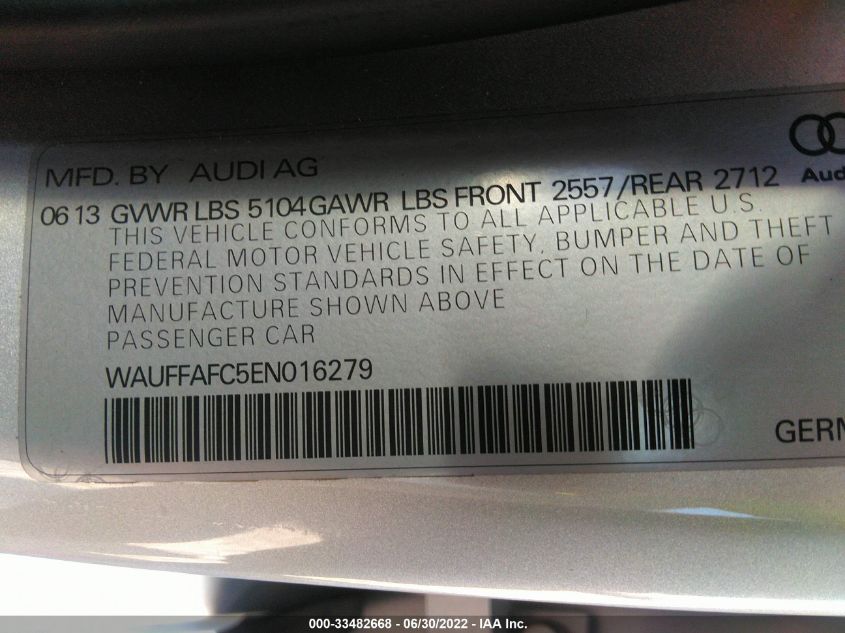 MFD. BY AUDI AG
06 13 GVWR LBS 5104 GAWR LBS FRONT 2557/REAR 2712
THIS VEHICLE CONFORMS TO ALL APPLICABLE U.S.
FEDERAL MOTOR VEHICLE SAFETY, BUMPER AND THEFT
PREVENTION STANDARDS IN EFFECT ON THE DATE OF
MANUFACTURE SHOWN ABOVE
PASSENGER CAR
WAUFFAFC5EN016279
Aud
GERM
000-33482668 - 06/30/2022 - IAA Inc.